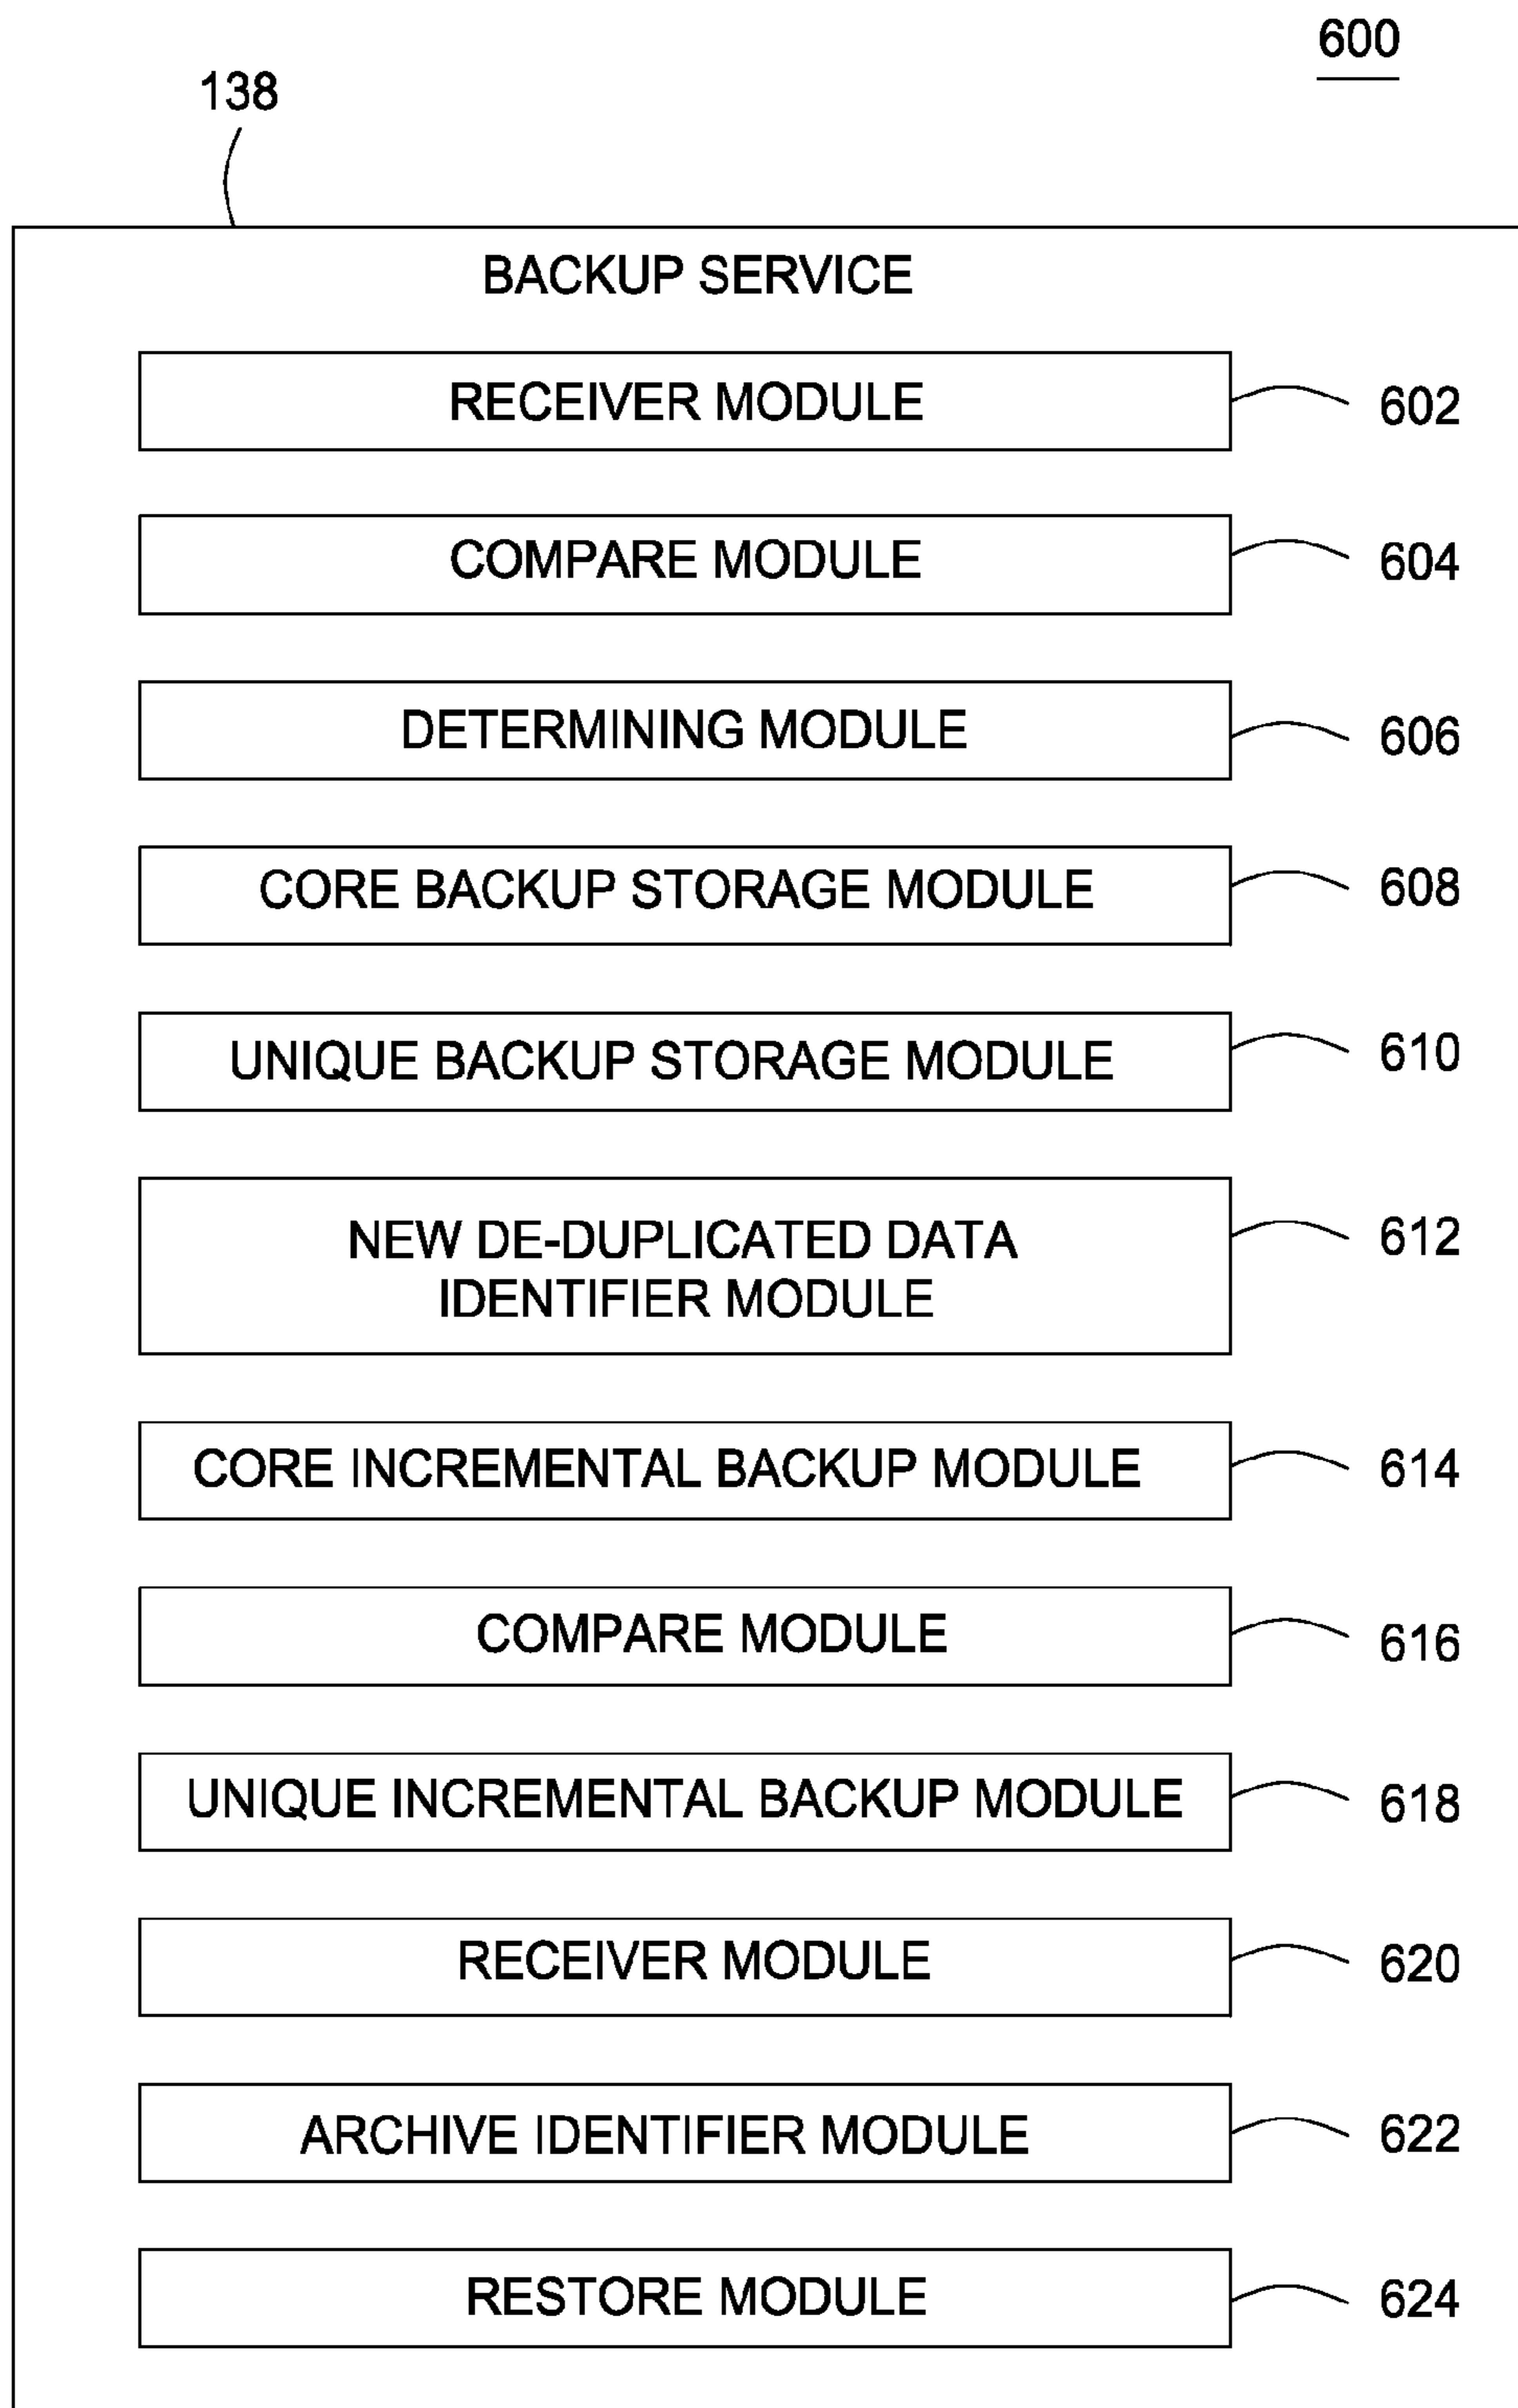 600
138
BACKUP SERVICE
RECEIVER MODULE
602
COMPARE MODULE
604
DETERMINING MODULE
606
CORE BACKUP STORAGE MODULE
608
UNIQUE BACKUP STORAGE MODULE
610
NEW DE-DUPLICATED DATA
IDENTIFIER MODULE
612
CORE INCREMENTAL BACKUP MODULE
614
COMPARE MODULE
616
UNIQUE INCREMENTAL BACKUP MODULE
618
RECEIVER MODULE
620
ARCHIVE IDENTIFIER MODULE
622
RESTORE MODULE
624